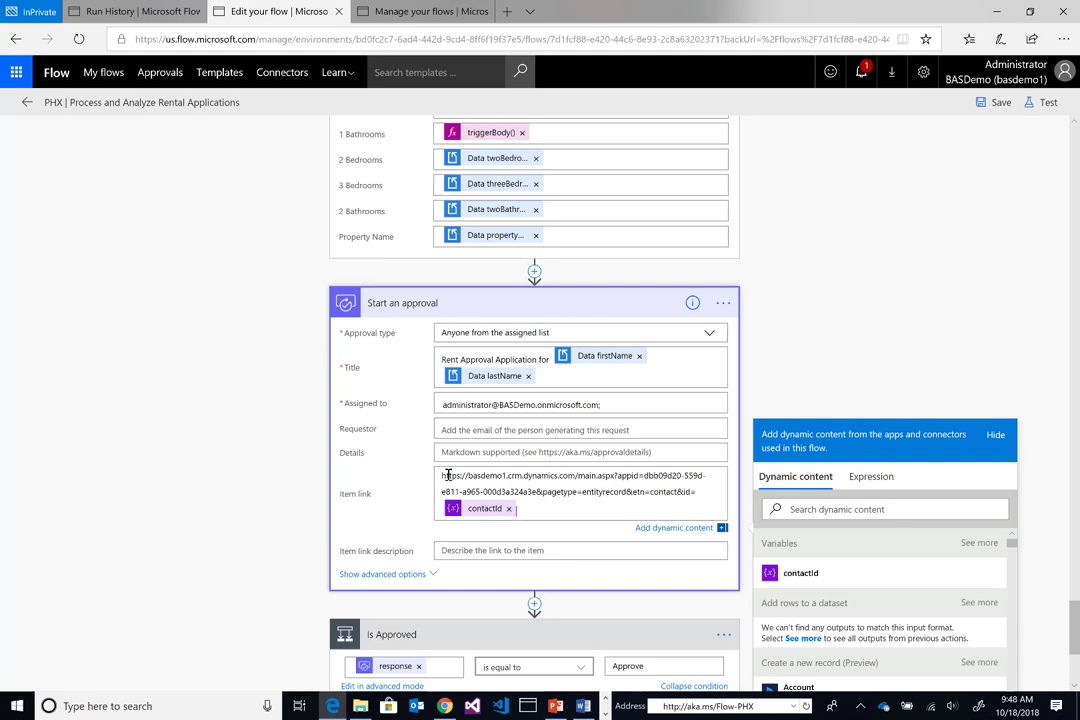 InPrivate
Run History | Microsoft Flow
Edit your flow | Microso
Manage your flows | Micros
https://us.flow.microsoft.com/manage/environments/bd0fc2c7-6ad4-442d-9cd4-8ff6f19f37e5/flows/7d1fcf88-e420-44c6-8e93-2c8a63202371?backUrl=%2Fflows%2F7d1fcf88-e420-44
Flow
My flows
Approvals
Templates
Connectors
Learn
Search templates ...
1
Administrator
BASDemo (basdemo1)
PHX | Process and Analyze Rental Applications
Save
Test
1 Bathrooms
fx triggerBody() ×
2 Bedrooms
Data twoBedro... ×
3 Bedrooms
Data threeBedr... ×
2 Bathrooms
Data twoBathr... ×
Property Name
Data property... ×
Start an approval
* Approval type
Anyone from the assigned list
* Title
Rent Approval Application for Data firstName ×
Data lastName ×
* Assigned to
administrator@BASDemo.onmicrosoft.com;
Requestor
Add the email of the person generating this request
Details
Markdown supported (see https://aka.ms/approvaldetails)
Item link
https://basdemo1.crm.dynamics.com/main.aspx?appid=dbb09d20-559d-
e811-a965-000d3a324a3e&pagetype=entityrecord&etn=contact&id=
{x} contactId ×
Add dynamic content
Item link description
Describe the link to the item
Show advanced options
Is Approved
response ×
is equal to
Approve
Edit in advanced mode
Collapse condition
Add dynamic content from the apps and connectors
used in this flow.
Hide
Dynamic content
Expression
Search dynamic content
Variables
See more
{x} contactId
Add rows to a dataset
See more
We can't find any outputs to match this input format.
Select See more to see all outputs from previous actions.
Create a new record (Preview)
See more
Account
Type here to search
Address
http://aka.ms/Flow-PHX
9:48 AM
10/18/2018